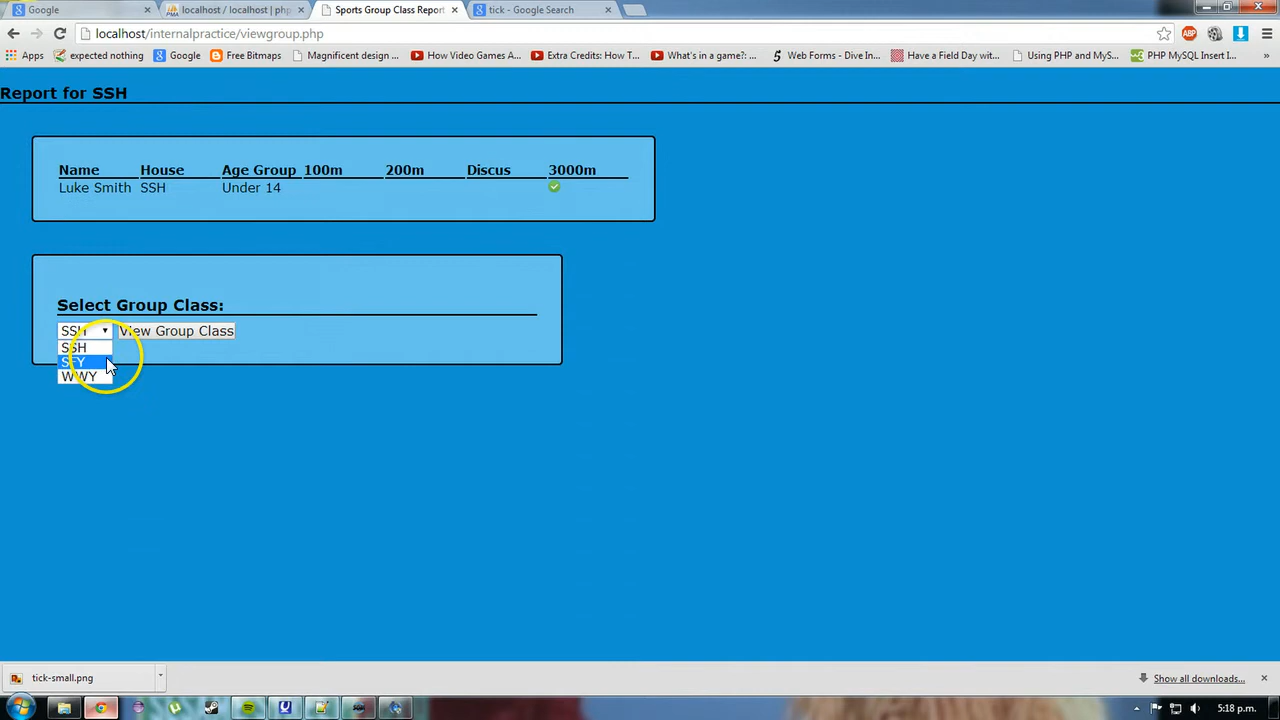 Google
localhost / localhost | php
Sports Group Class Report
tick - Google Search
localhost/internalpractice/viewgroup.php
Apps
expected nothing
Google
Free Bitmaps
Magnificent design ...
How Video Games A...
Extra Credits: How T...
What's in a game?: ...
Web Forms - Dive In...
Have a Field Day wit...
Using PHP and MyS...
PHP MySQL Insert I...
Report for SSH
Name House Age Group 100m 200m Discus 3000m
Luke Smith SSH Under 14
Select Group Class:
SSH View Group Class
SSH
SFY
WWY
tick-small.png
Show all downloads...
5:18 p.m.